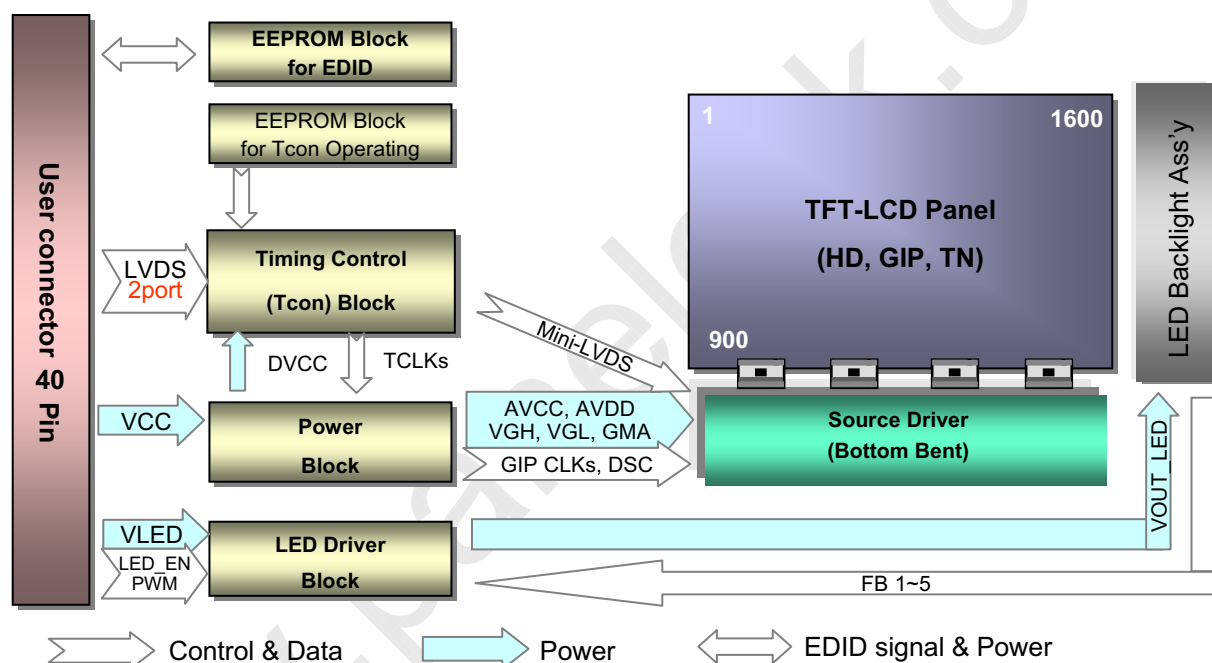 EEPROM Block
for EDID
EEPROM Block
for Tcon Operating
User connector 40 Pin
LVDS
2port
Timing Control
(Tcon) Block
DVCC
TCLKs
VCC
Power
Block
VLED
LED_EN
PWM
LED Driver
Block
Mini-LVDS
AVCC, AVDD
VGH, VGL, GMA
GIP CLKs, DSC
1
1600
TFT-LCD Panel
(HD, GIP, TN)
900
Source Driver
(Bottom Bent)
LED Backlight Ass'y
VOUT_LED
FB 1~5
Control & Data
Power
EDID signal & Power